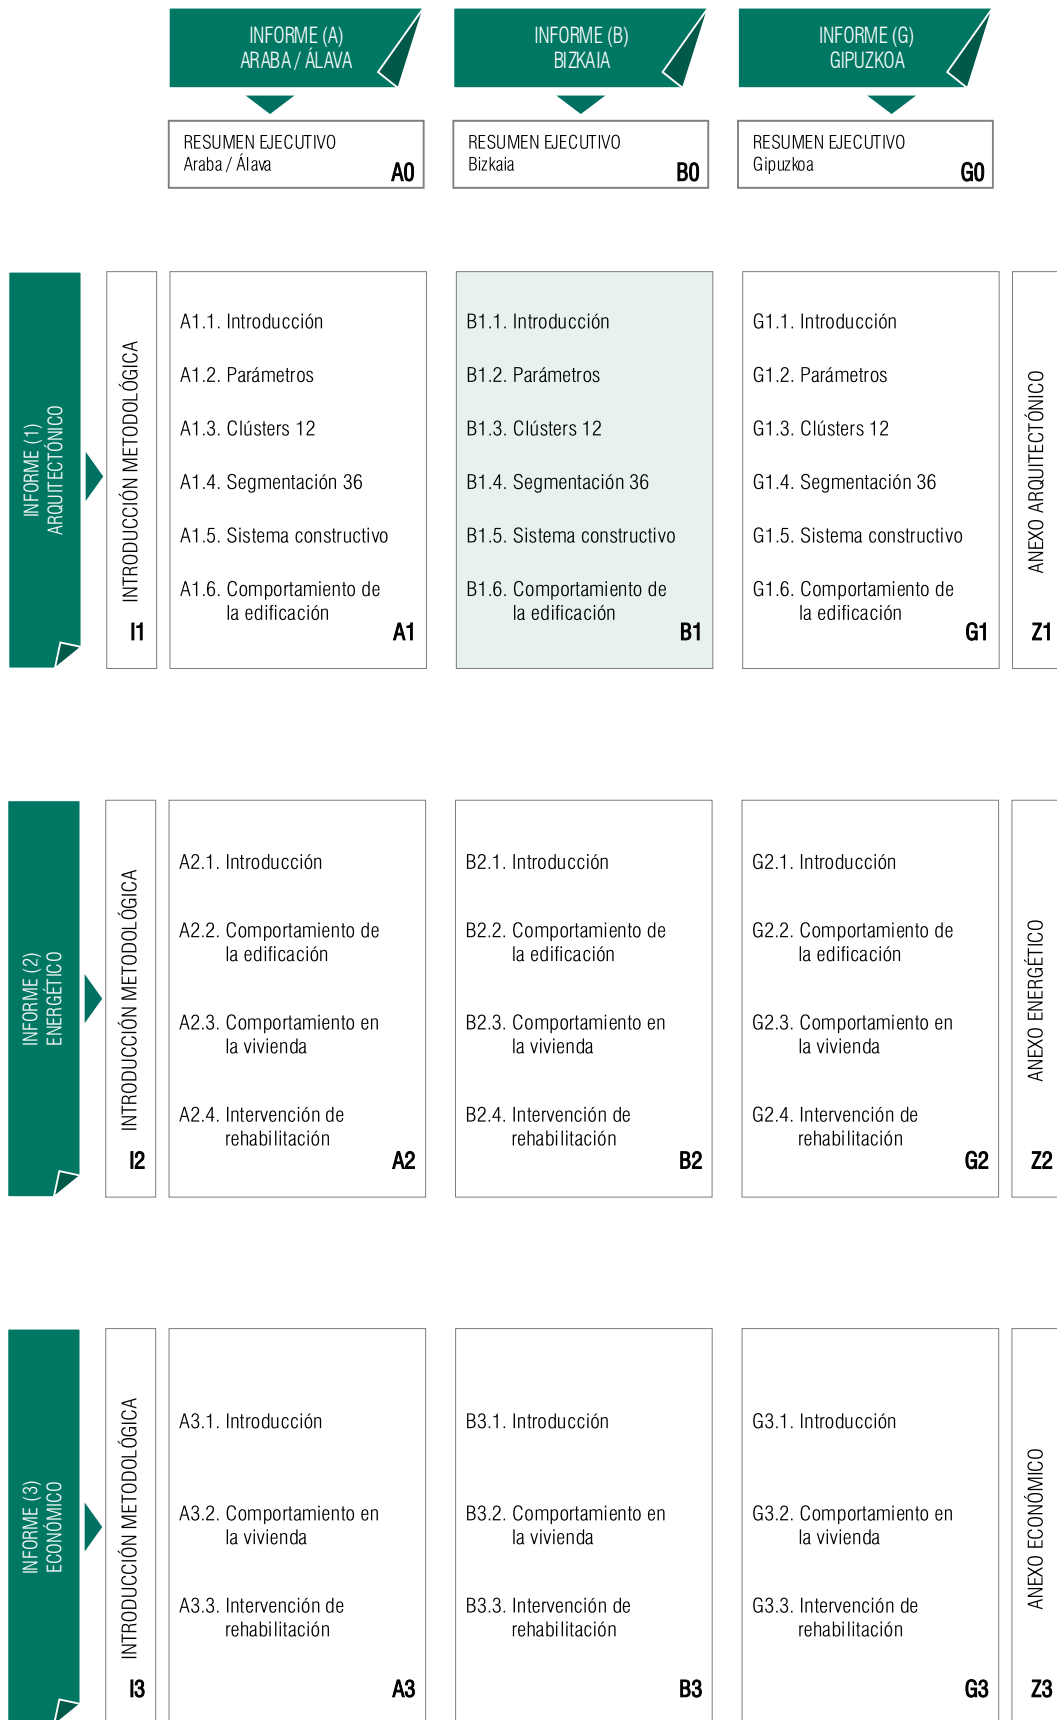 INFORME (A)
ARABA / ÁLAVA
INFORME (B)
BIZKAIA
INFORME (G)
GIPUZKOA
RESUMEN EJECUTIVO
Araba / Álava
A0
RESUMEN EJECUTIVO
Bizkaia
B0
RESUMEN EJECUTIVO
Gipuzkoa
G0
INFORME (1)
ARQUITECTÓNICO
INTRODUCCIÓN METODOLÓGICA
I1
A1.1. Introducción
A1.2. Parámetros
A1.3. Clústers 12
A1.4. Segmentación 36
A1.5. Sistema constructivo
A1.6. Comportamiento de
la edificación
A1
B1.1. Introducción
B1.2. Parámetros
B1.3. Clústers 12
B1.4. Segmentación 36
B1.5. Sistema constructivo
B1.6. Comportamiento de
la edificación
B1
G1.1. Introducción
G1.2. Parámetros
G1.3. Clústers 12
G1.4. Segmentación 36
G1.5. Sistema constructivo
G1.6. Comportamiento de
la edificación
G1
ANEXO ARQUITECTÓNICO
Z1
INFORME (2)
ENERGÉTICO
INTRODUCCIÓN METODOLÓGICA
I2
A2.1. Introducción
A2.2. Comportamiento de
la edificación
A2.3. Comportamiento en
la vivienda
A2.4. Intervención de
rehabilitación
A2
B2.1. Introducción
B2.2. Comportamiento de
la edificación
B2.3. Comportamiento en
la vivienda
B2.4. Intervención de
rehabilitación
B2
G2.1. Introducción
G2.2. Comportamiento de
la edificación
G2.3. Comportamiento en
la vivienda
G2.4. Intervención de
rehabilitación
G2
ANEXO ENERGÉTICO
Z2
INFORME (3)
ECONÓMICO
INTRODUCCIÓN METODOLÓGICA
I3
A3.1. Introducción
A3.2. Comportamiento en
la vivienda
A3.3. Intervención de
rehabilitación
A3
B3.1. Introducción
B3.2. Comportamiento en
la vivienda
B3.3. Intervención de
rehabilitación
B3
G3.1. Introducción
G3.2. Comportamiento en
la vivienda
G3.3. Intervención de
rehabilitación
G3
ANEXO ECONÓMICO
Z3